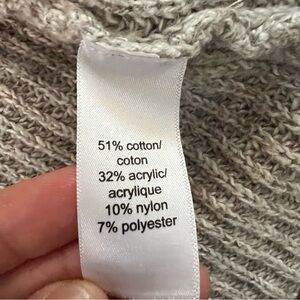 51% cotton/
coton
32% acrylic/
acrylique
10% nylon
7% polyester